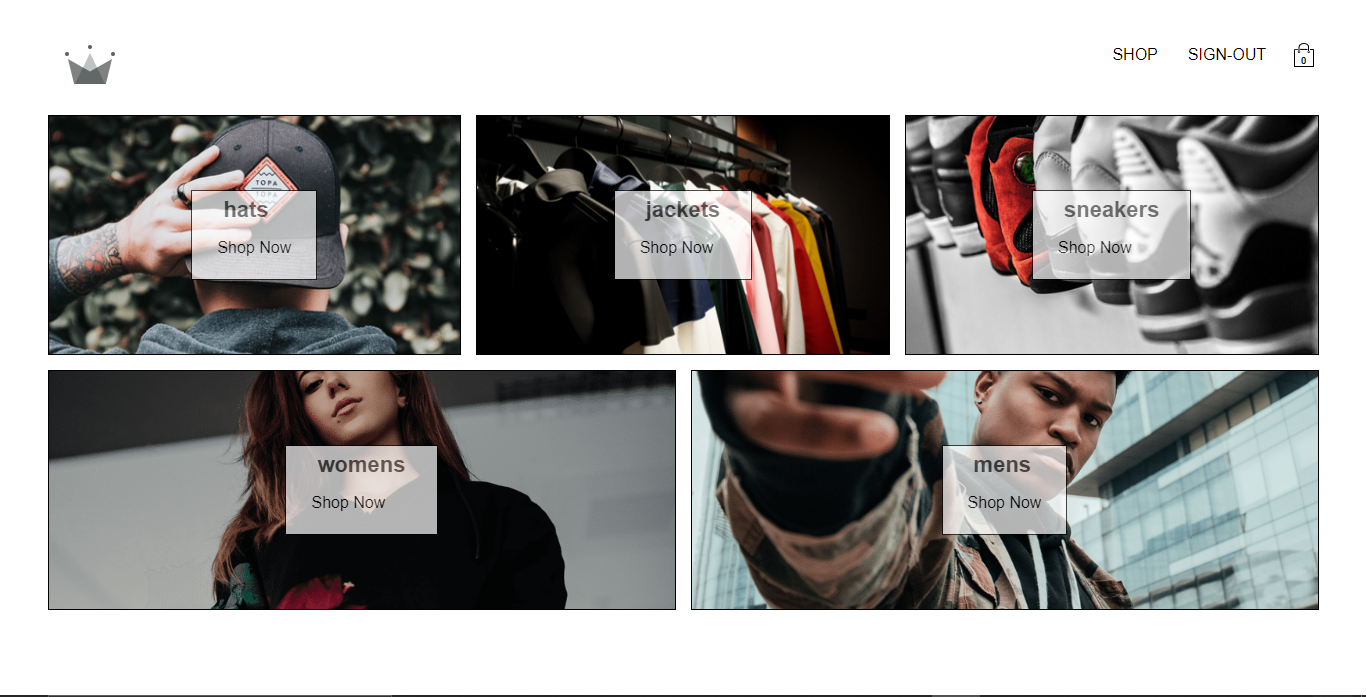 SHOP
SIGN-OUT
0
TOPA
TOPA
hats
Shop Now
jackets
Shop Now
sneakers
Shop Now
womens
Shop Now
mens
Shop Now